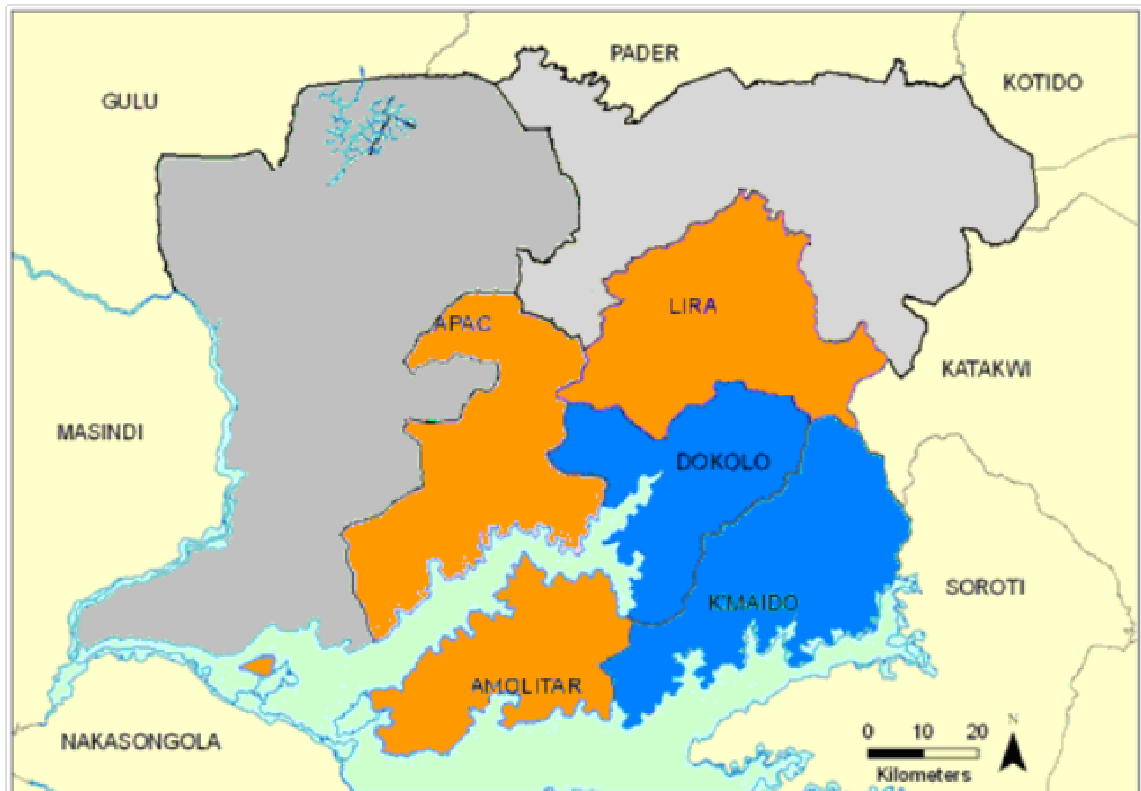 PADER
KOTIDO
GULU
LIRA
APAC
KATAKWI
MASINDI
DOKOLO
SOROTI
K'MAIDO
AMOLITAR
NAKASONGOLA
N
0 10 20
Kilometers